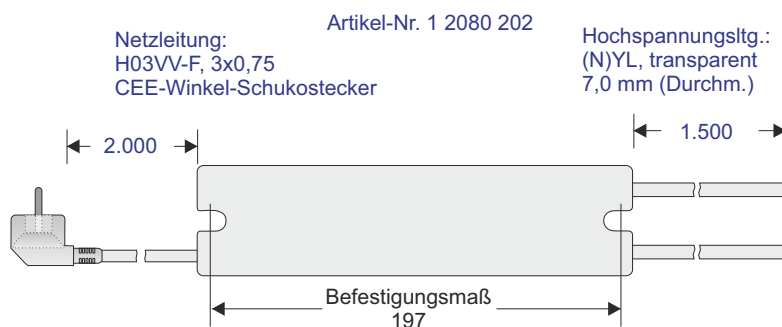 Artikel-Nr. 1 2080 202
Netzleitung:
H03VV-F, 3x0,75
CEE-Winkel-Schukostecker
Hochspannungsltg.:
(N)YL, transparent
7,0 mm (Durchm.)
2.000
1.500
Befestigungsmaß
197